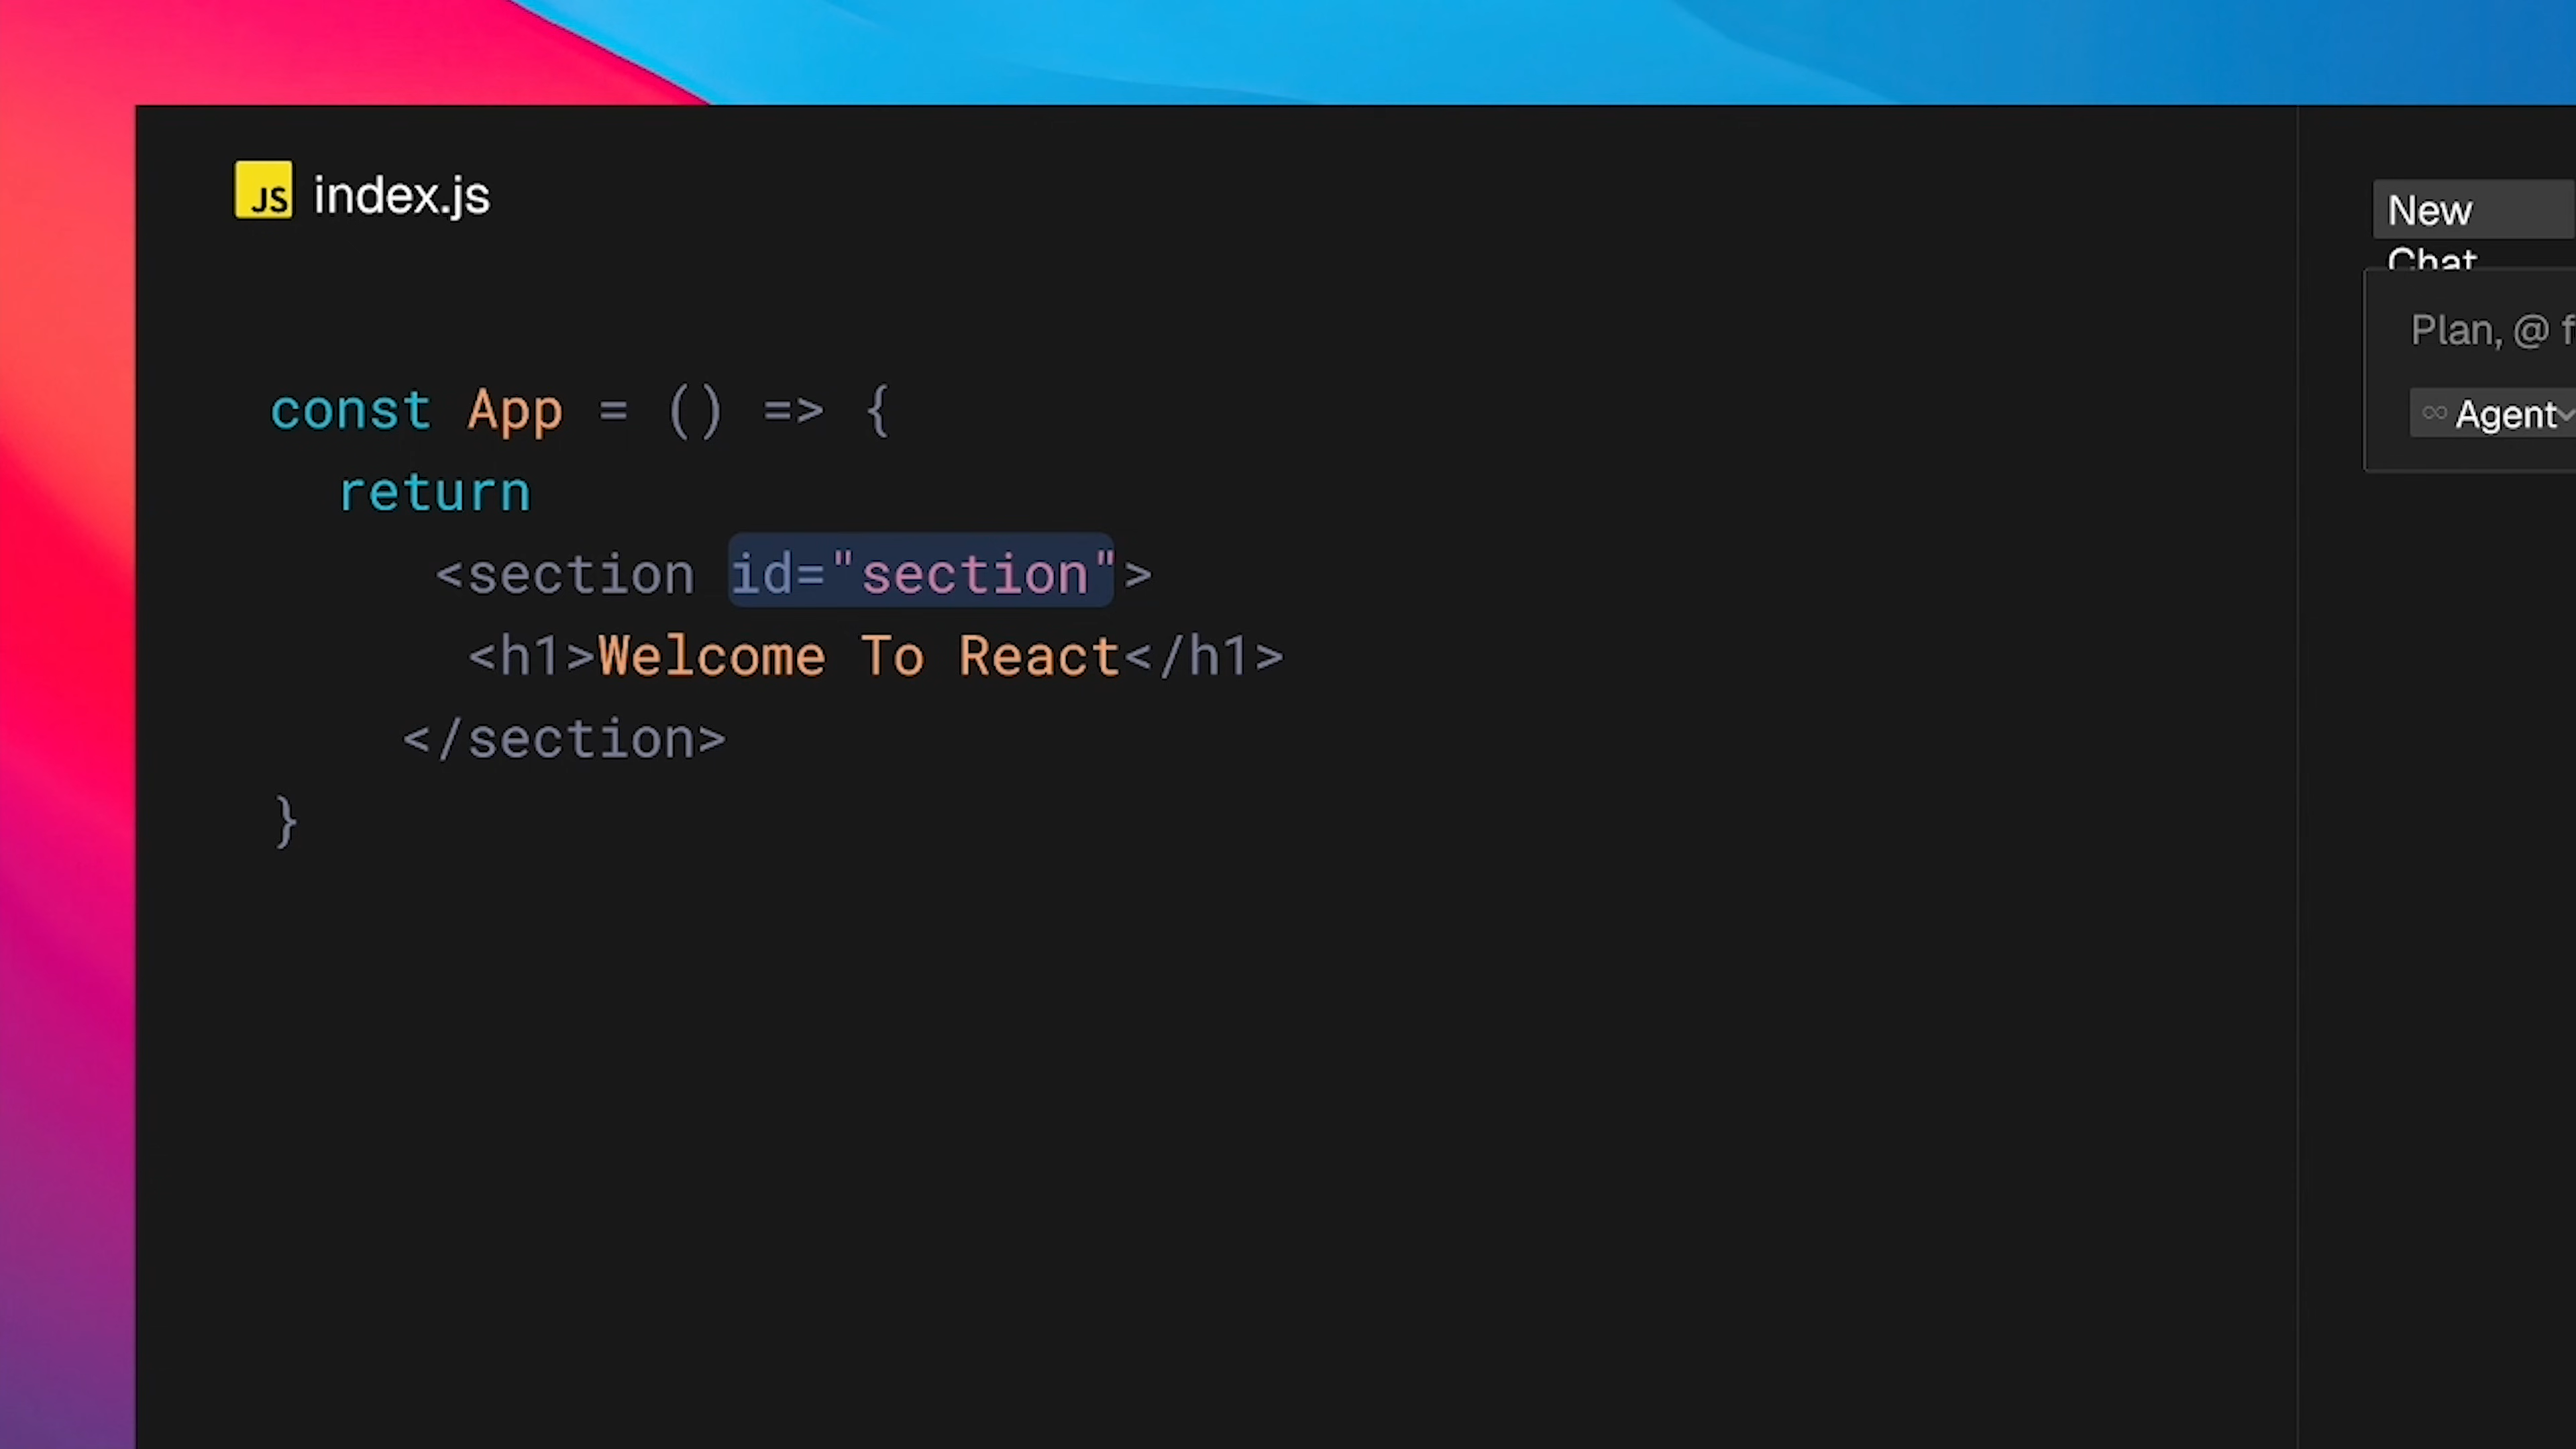 JS index.js
const App = () => {
return
<section id="section">
<h1>Welcome To React</h1>
</section>
}
New
Chat
Plan, @ f
∞ Agent